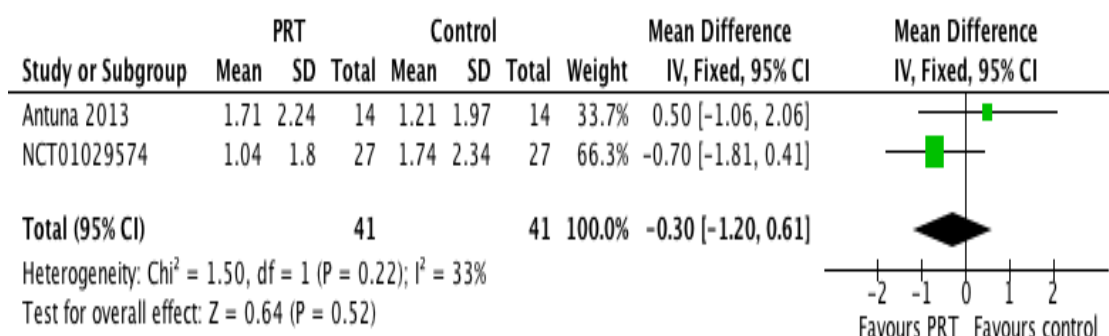 PRT Control Mean Difference Mean Difference
Study or Subgroup Mean SD Total Mean SD Total Weight IV, Fixed, 95% CI IV, Fixed, 95% CI
Antuna 2013 1.71 2.24 14 1.21 1.97 14 33.7% 0.50 [-1.06, 2.06]
NCT01029574 1.04 1.8 27 1.74 2.34 27 66.3% -0.70 [-1.81, 0.41]
Total (95% CI) 41 41 100.0% -0.30 [-1.20, 0.61]
Heterogeneity: Chi² = 1.50, df = 1 (P = 0.22); I² = 33%
Test for overall effect: Z = 0.64 (P = 0.52)
-2 -1 0 1 2
Favours PRT Favours control